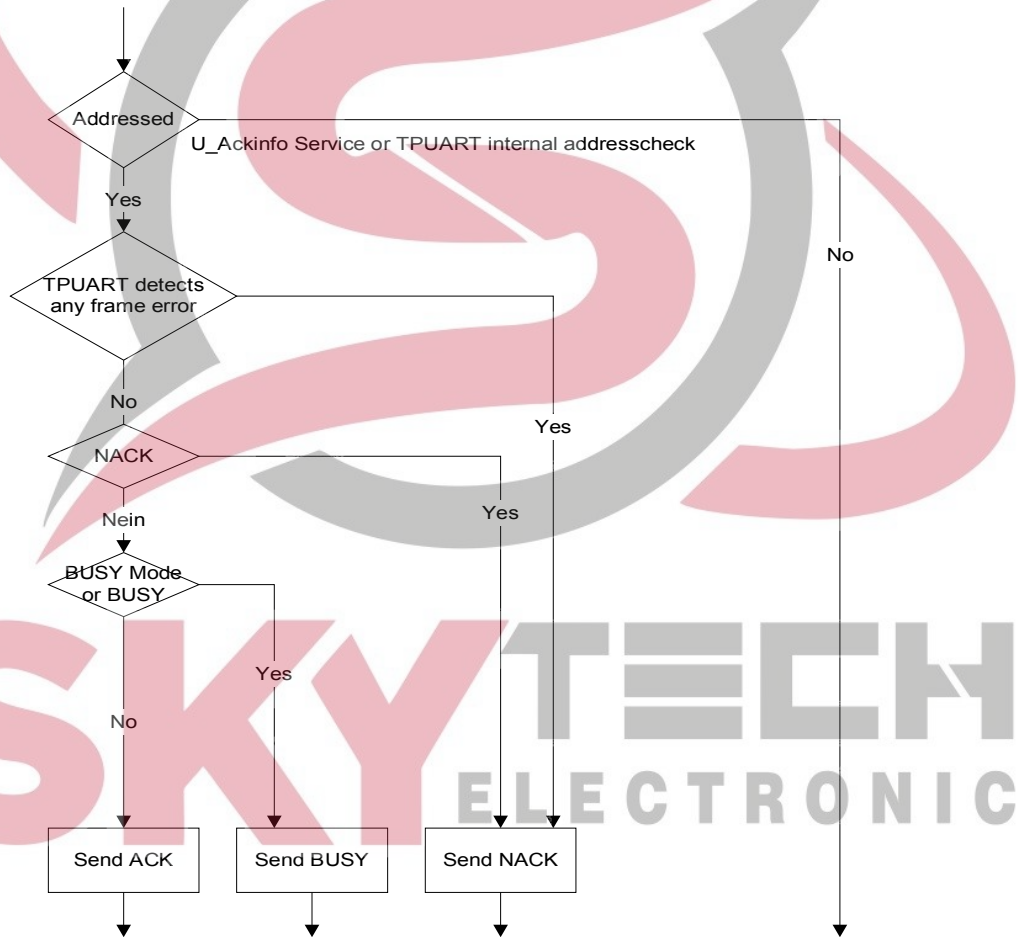 Addressed
U_Ackinfo Service or TPUART internal addresscheck
Yes
No
TPUART detects
any frame error
No
Yes
NACK
Yes
Nein
BUSY Mode
or BUSY
Yes
No
SKYTECH
ELECTRONIC
Send ACK
Send BUSY
Send NACK